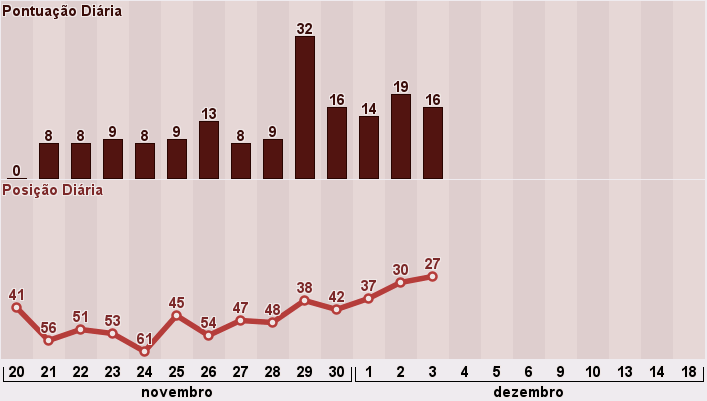 Pontuação Diária
0 8 8 9 8 9 13 8 9 32 16 14 19 16
Posição Diária
41 56 51 53 61 45 54 47 48 38 42 37 30 27
20 21 22 23 24 25 26 27 28 29 30 1 2 3 4 5 6 9 10 13 14 18
novembro dezembro